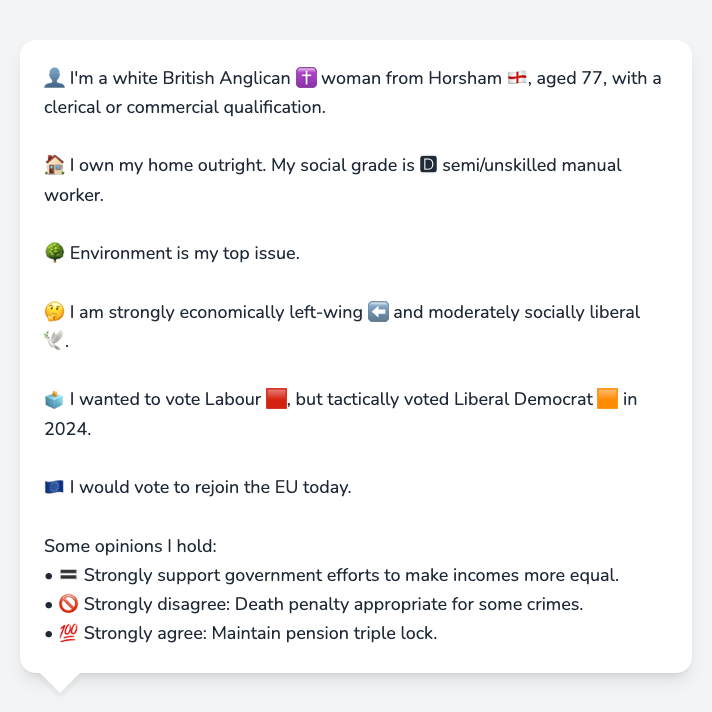 👤 I'm a white British Anglican ✝️ woman from Horsham 🏴󠁧󠁢󠁥󠁮󠁧󠁿, aged 77, with a
clerical or commercial qualification.
🏠 I own my home outright. My social grade is 🅳 semi/unskilled manual
worker.
🌳 Environment is my top issue.
🤔 I am strongly economically left-wing ⬅️ and moderately socially liberal
🕊️.
🗳️ I wanted to vote Labour 🟥, but tactically voted Liberal Democrat 🟧 in
2024.
🇪🇺 I would vote to rejoin the EU today.
Some opinions I hold:
• 🟰 Strongly support government efforts to make incomes more equal.
• 🚫 Strongly disagree: Death penalty appropriate for some crimes.
• 💯 Strongly agree: Maintain pension triple lock.